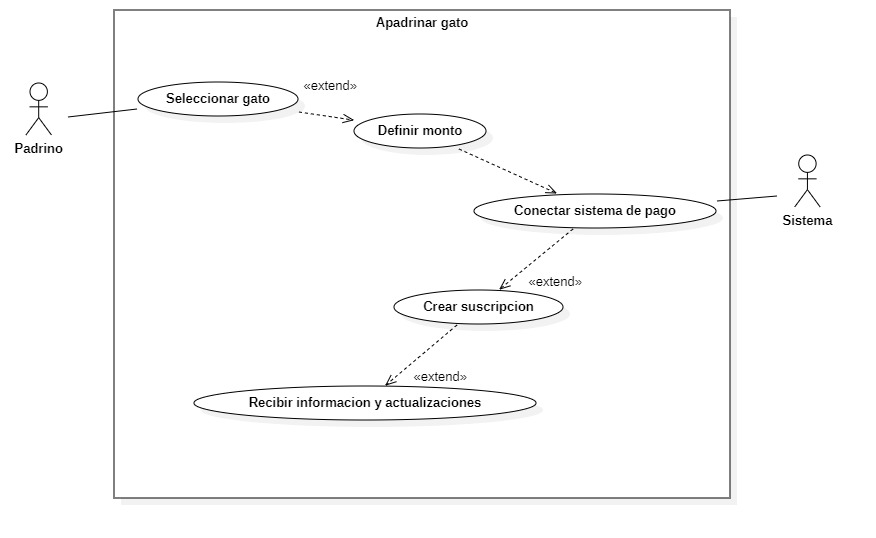 Apadrinar gato
Seleccionar gato
«extend»
Definir monto
Padrino
Conectar sistema de pago
Sistema
«extend»
Crear suscripcion
«extend»
Recibir informacion y actualizaciones